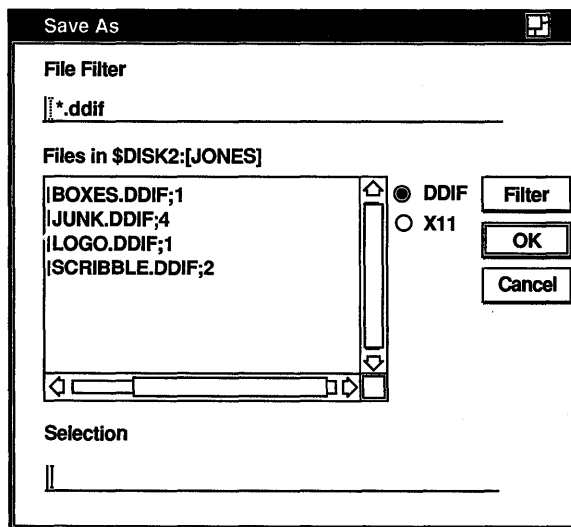 Save As
File Filter
*.ddif
Files in $DISK2:[JONES]
BOXES.DDIF;1
JUNK.DDIF;4
LOGO.DDIF;1
SCRIBBLE.DDIF;2
DDIF
X11
Filter
OK
Cancel
Selection